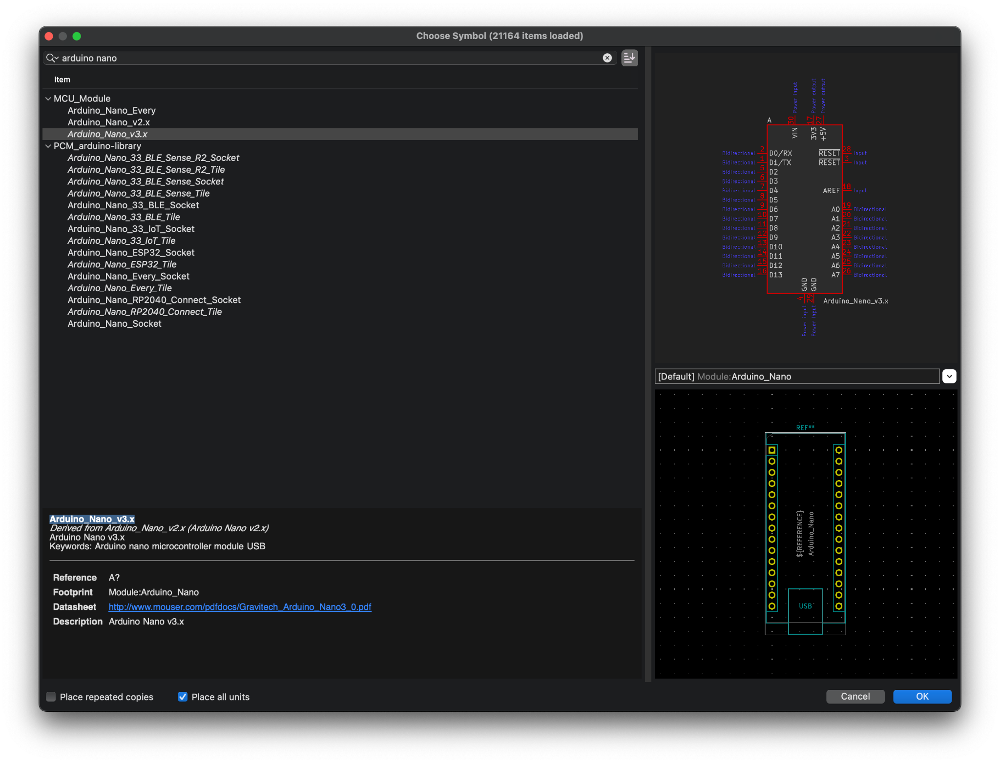 Choose Symbol (21164 items loaded)
arduino nano
Item
MCU_Module
Arduino_Nano_Every
Arduino_Nano_v2.x
Arduino_Nano_v3.x
PCM_arduino-library
Arduino_Nano_33_BLE_Sense_R2_Socket
Arduino_Nano_33_BLE_Sense_R2_Tile
Arduino_Nano_33_BLE_Sense_Socket
Arduino_Nano_33_BLE_Sense_Tile
Arduino_Nano_33_BLE_Socket
Arduino_Nano_33_BLE_Tile
Arduino_Nano_33_IoT_Socket
Arduino_Nano_33_IoT_Tile
Arduino_Nano_ESP32_Socket
Arduino_Nano_ESP32_Tile
Arduino_Nano_Every_Socket
Arduino_Nano_Every_Tile
Arduino_Nano_RP2040_Connect_Socket
Arduino_Nano_RP2040_Connect_Tile
Arduino_Nano_Socket
Arduino_Nano_v3.x
Derived from Arduino_Nano_v2.x (Arduino Nano v2.x)
Arduino Nano v3.x
Keywords: Arduino nano microcontroller module USB
Reference A?
Footprint Module:Arduino_Nano
Datasheet http://www.mouser.com/pdfdocs/Gravitech_Arduino_Nano3_0.pdf
Description Arduino Nano v3.x
Place repeated copies
Place all units
Power input
Power output
Power output
A
30
17
27
VIN
3V3
+5V
Bidirectional 2 D0/RX
Bidirectional 1 D1/TX
Bidirectional 5 D2
Bidirectional 6 D3
Bidirectional 7 D4
Bidirectional 8 D5
Bidirectional 9 D6
Bidirectional 10 D7
Bidirectional 11 D8
Bidirectional 12 D9
Bidirectional 13 D10
Bidirectional 14 D11
Bidirectional 15 D12
Bidirectional 16 D13
RESET 28 Input
RESET 3 Input
AREF 18 Input
A0 19 Bidirectional
A1 20 Bidirectional
A2 21 Bidirectional
A3 22 Bidirectional
A4 23 Bidirectional
A5 24 Bidirectional
A6 25 Bidirectional
A7 26 Bidirectional
GND
GND
4
29
Arduino_Nano_v3.x
Power input
Power input
[Default] Module:Arduino_Nano
REF**
${REFERENCE}
Arduino_Nano
USB
Cancel
OK